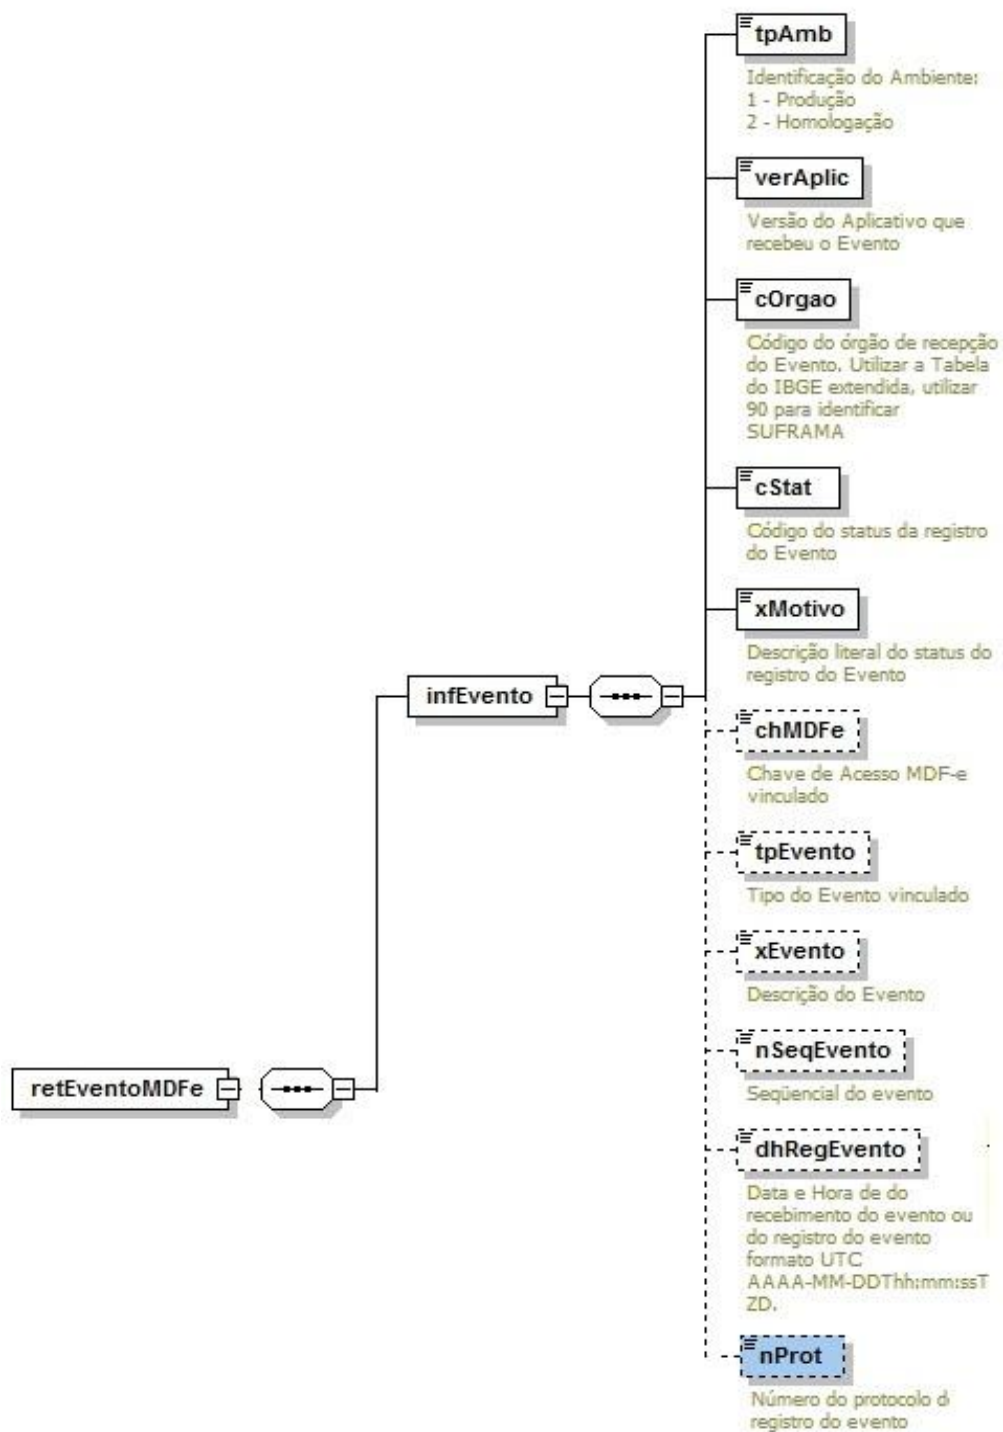 tpAmb
Identificação do Ambiente:
1 - Produção
2 - Homologação
verAplic
Versão do Aplicativo que
recebeu o Evento
cOrgao
Código do órgão de recepção
do Evento. Utilizar a Tabela
do IBGE extendida, utilizar
90 para identificar
SUFRAMA
cStat
Código do status da registro
do Evento
xMotivo
Descrição literal do status do
registro do Evento
infEvento
chMDFe
Chave de Acesso MDF-e
vinculado
tpEvento
Tipo do Evento vinculado
xEvento
Descrição do Evento
nSeqEvento
Seqüencial do evento
retEventoMDFe
dhRegEvento
Data e Hora de do
recebimento do evento ou
do registro do evento
formato UTC
AAAA-MM-DDThh:mm:ssT
ZD.
nProt
Número do protocolo d
registro do evento